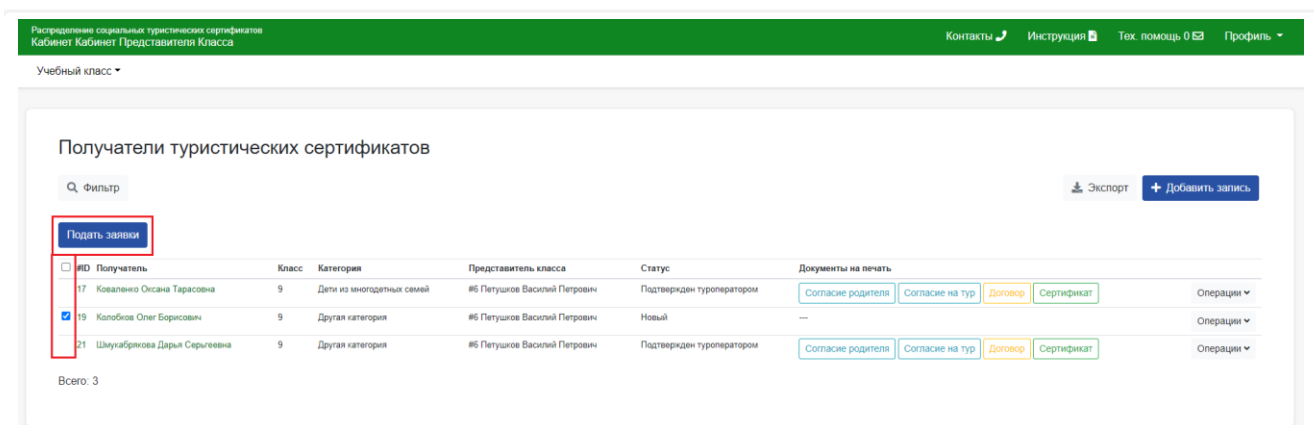 Распределение социальных туристических сертификатов
Кабинет Кабинет Представителя Класса
Контакты Инструкция Тех. помощь 0 Профиль
Учебный класс
Получатели туристических сертификатов
Фильтр Экспорт + Добавить запись
Подать заявки
#ID Получатель Класс Категория Представитель класса Статус Документы на печать
17 Коваленко Оксана Тарасовна 9 Дети из многодетных семей #6 Петушков Василий Петрович Подтвержден туроператором Согласие родителя Согласие на тур Договор Сертификат Операции
19 Колобков Олег Борисович 9 Другая категория #6 Петушков Василий Петрович Новый --- Операции
21 Шмукабрякова Дарья Серьгеевна 9 Другая категория #6 Петушков Василий Петрович Подтвержден туроператором Согласие родителя Согласие на тур Договор Сертификат Операции
Всего: 3